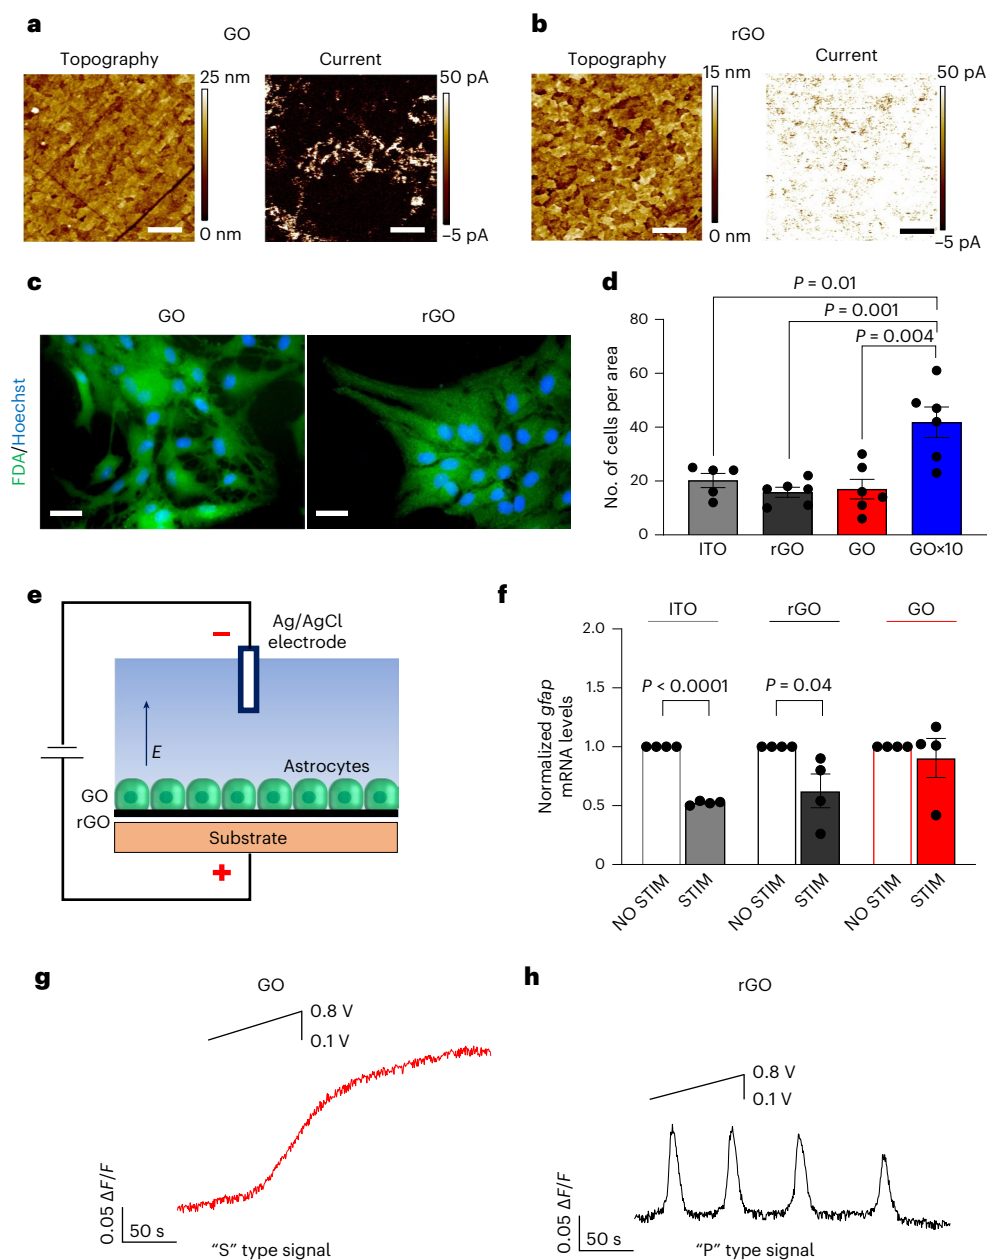 a
GO
Topography
Current
25 nm
0 nm
50 pA
–5 pA
b
rGO
Topography
Current
15 nm
0 nm
50 pA
–5 pA
c
GO
rGO
FDA/Hoechst
d
P = 0.01
P = 0.001
P = 0.004
No. of cells per area
80
60
40
20
0
ITO
rGO
GO
GO×10
e
–
Ag/AgCl
electrode
E
Astrocytes
GO
rGO
Substrate
+
f
ITO
rGO
GO
P < 0.0001
P = 0.04
Normalized gfap
mRNA levels
2.0
1.5
1.0
0.5
0
NO STIM
STIM
NO STIM
STIM
NO STIM
STIM
g
GO
0.8 V
0.1 V
0.05 ΔF/F
50 s
“S” type signal
h
rGO
0.8 V
0.1 V
0.05 ΔF/F
50 s
“P” type signal